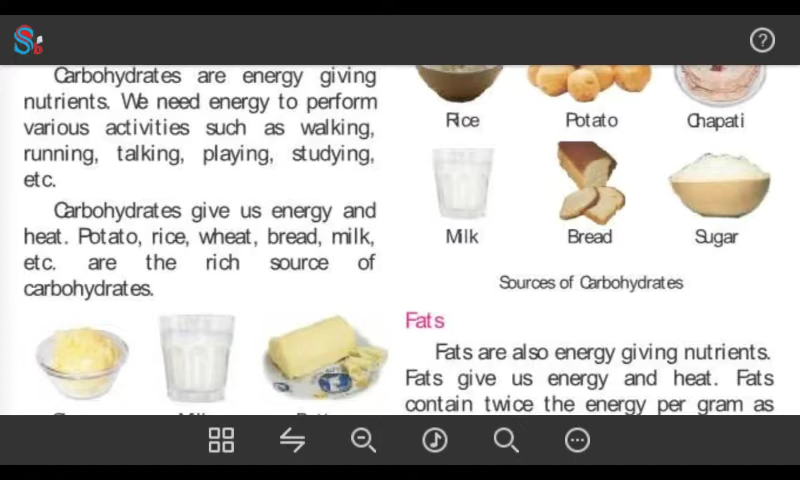 Carbohydrates are energy giving
nutrients. We need energy to perform
various activities such as walking,
running, talking, playing, studying,
etc.
Carbohydrates give us energy and
heat. Potato, rice, wheat, bread, milk,
etc. are the rich source of
carbohydrates.
Rice Potato Chapati
Milk Bread Sugar
Sources of Carbohydrates
Fats
Fats are also energy giving nutrients.
Fats give us energy and heat. Fats
contain twice the energy per gram as